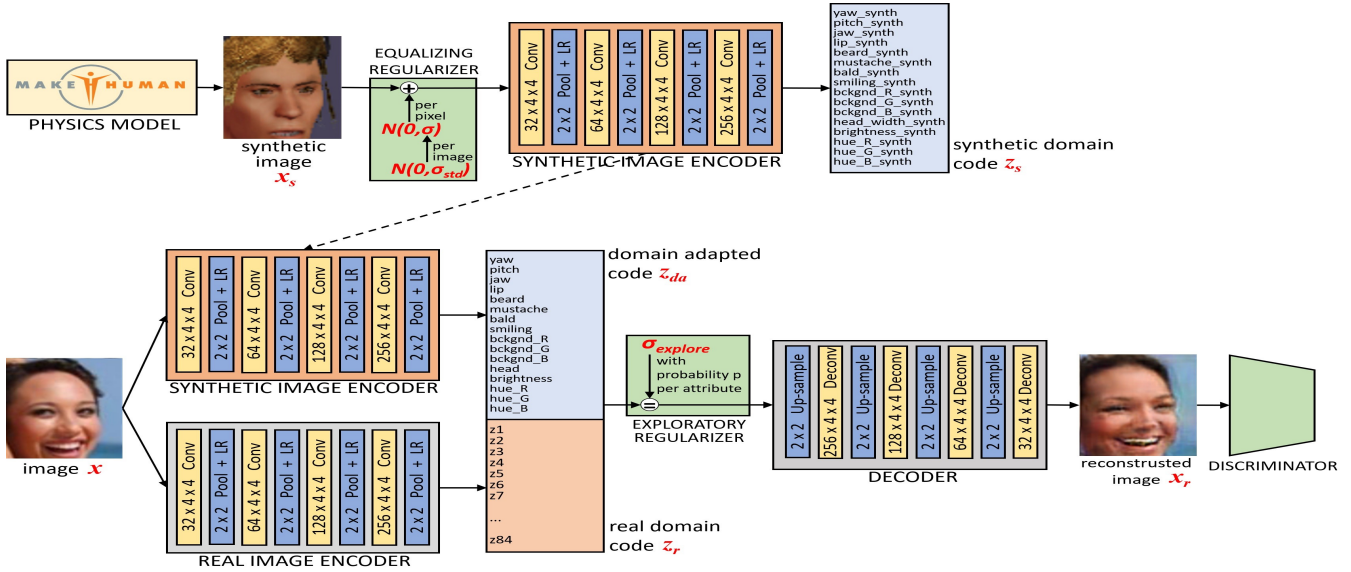 MAKE HUMAN
PHYSICS MODEL
synthetic
image
x_s
EQUALIZING
REGULARIZER
+
per
pixel
N(0,σ)
per
image
N(0,σ_std)
32 x 4 x 4 Conv
2 x 2 Pool + LR
64 x 4 x 4 Conv
2 x 2 Pool + LR
128 x 4 x 4 Conv
2 x 2 Pool + LR
256 x 4 x 4 Conv
2 x 2 Pool + LR
SYNTHETIC IMAGE ENCODER
yaw_synth
pitch_synth
jaw_synth
lip_synth
beard_synth
mustache_synth
bald_synth
smiling_synth
bckgnd_R_synth
bckgnd_G_synth
bckgnd_B_synth
head_width_synth
brightness_synth
hue_R_synth
hue_G_synth
hue_B_synth
synthetic domain
code z_s
image x
32 x 4 x 4 Conv
2 x 2 Pool + LR
64 x 4 x 4 Conv
2 x 2 Pool + LR
128 x 4 x 4 Conv
2 x 2 Pool + LR
256 x 4 x 4 Conv
2 x 2 Pool + LR
SYNTHETIC IMAGE ENCODER
32 x 4 x 4 Conv
2 x 2 Pool + LR
64 x 4 x 4 Conv
2 x 2 Pool + LR
128 x 4 x 4 Conv
2 x 2 Pool + LR
256 x 4 x 4 Conv
2 x 2 Pool + LR
REAL IMAGE ENCODER
yaw
pitch
jaw
lip
beard
mustache
bald
smiling
bckgnd_R
bckgnd_G
bckgnd_B
head
brightness
hue_R
hue_G
hue_B
domain adapted
code z_da
z1
z2
z3
z4
z5
z6
z7
...
z84
real domain
code z_r
σ_explore
with
probability p
per attribute
=
EXPLORATORY
REGULARIZER
2 x 2 Up-sample
256 x 4 x 4 Deconv
2 x 2 Up-sample
128 x 4 x 4 Deconv
2 x 2 Up-sample
64 x 4 x 4 Deconv
2 x 2 Up-sample
32 x 4 x 4 Deconv
DECODER
reconstrusted
image x_r
DISCRIMINATOR